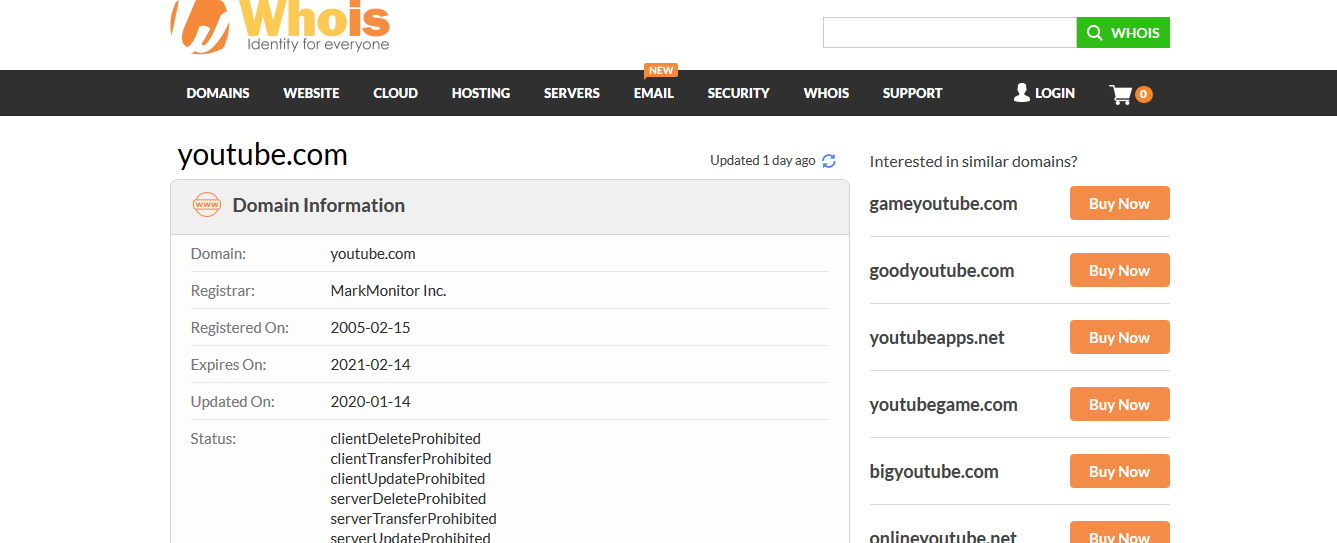 Whois
Identity for everyone
WHOIS
NEW
DOMAINS WEBSITE CLOUD HOSTING SERVERS EMAIL SECURITY WHOIS SUPPORT LOGIN 0
youtube.com
Updated 1 day ago
www Domain Information
Domain: youtube.com
Registrar: MarkMonitor Inc.
Registered On: 2005-02-15
Expires On: 2021-02-14
Updated On: 2020-01-14
Status: clientDeleteProhibited
clientTransferProhibited
clientUpdateProhibited
serverDeleteProhibited
serverTransferProhibited
serverUpdateProhibited
Interested in similar domains?
gameyoutube.com Buy Now
goodyoutube.com Buy Now
youtubeapps.net Buy Now
youtubegame.com Buy Now
bigyoutube.com Buy Now
onlineyoutube.net Buy Now